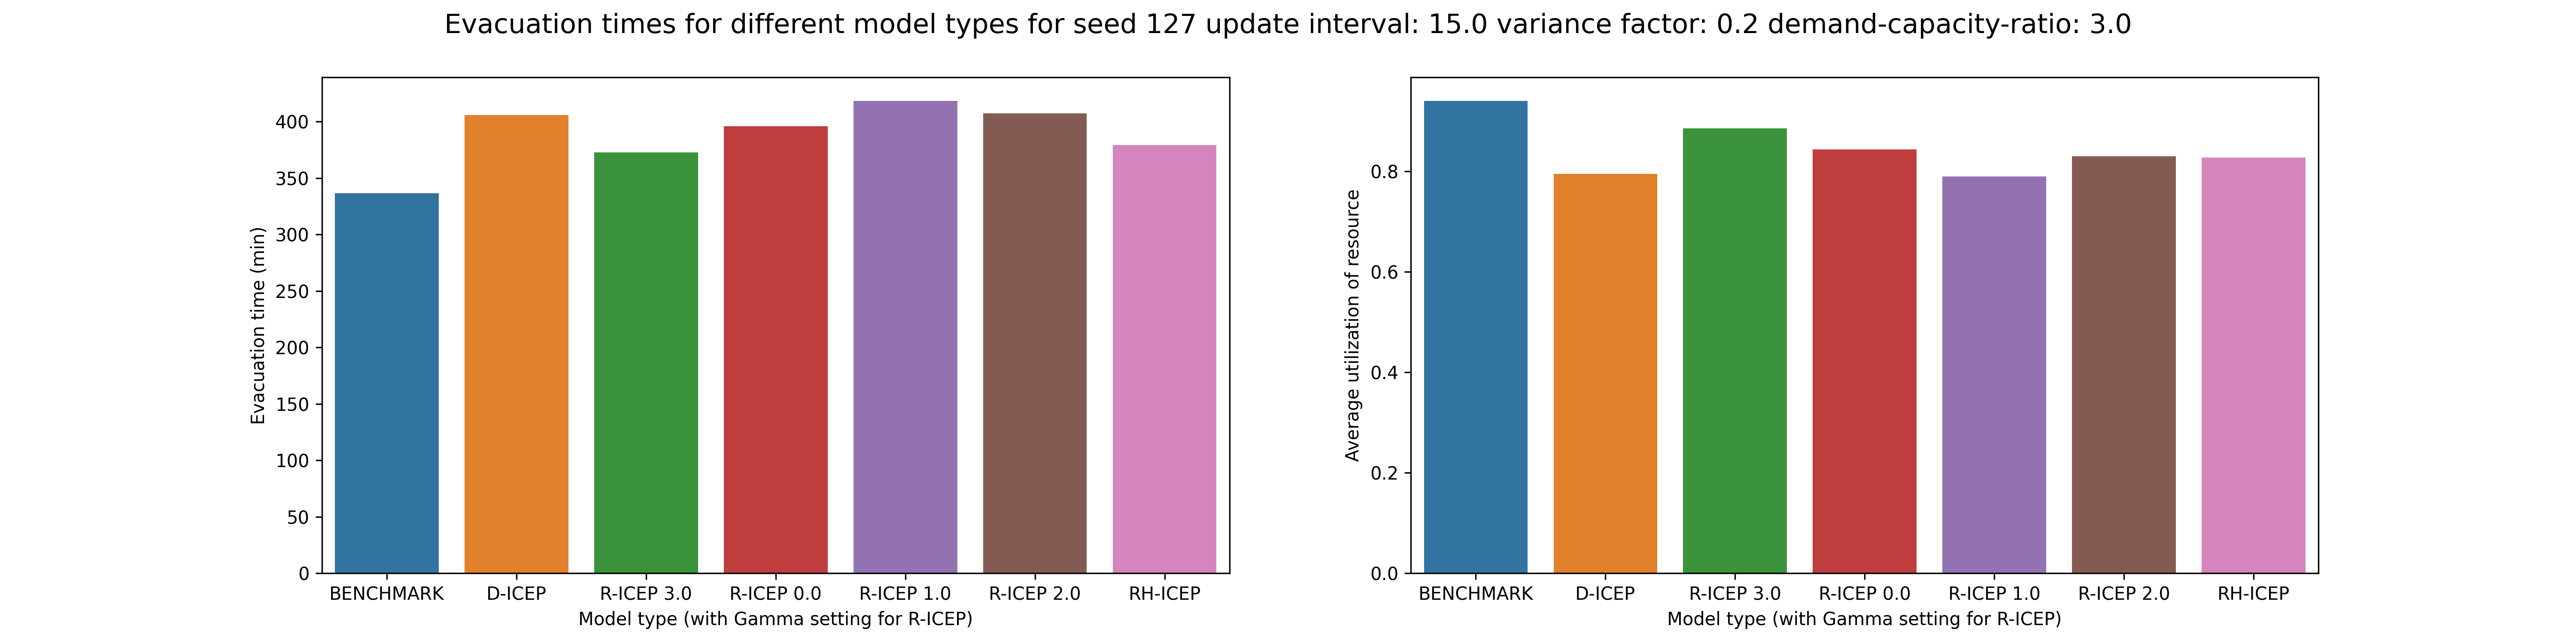 Evacuation times for different model types for seed 127 update interval: 15.0 variance factor: 0.2 demand-capacity-ratio: 3.0
Evacuation time (min)
400
350
300
250
200
150
100
50
0
BENCHMARK D-ICEP R-ICEP 3.0 R-ICEP 0.0 R-ICEP 1.0 R-ICEP 2.0 RH-ICEP
Model type (with Gamma setting for R-ICEP)
Average utilization of resource
0.8
0.6
0.4
0.2
0.0
BENCHMARK D-ICEP R-ICEP 3.0 R-ICEP 0.0 R-ICEP 1.0 R-ICEP 2.0 RH-ICEP
Model type (with Gamma setting for R-ICEP)